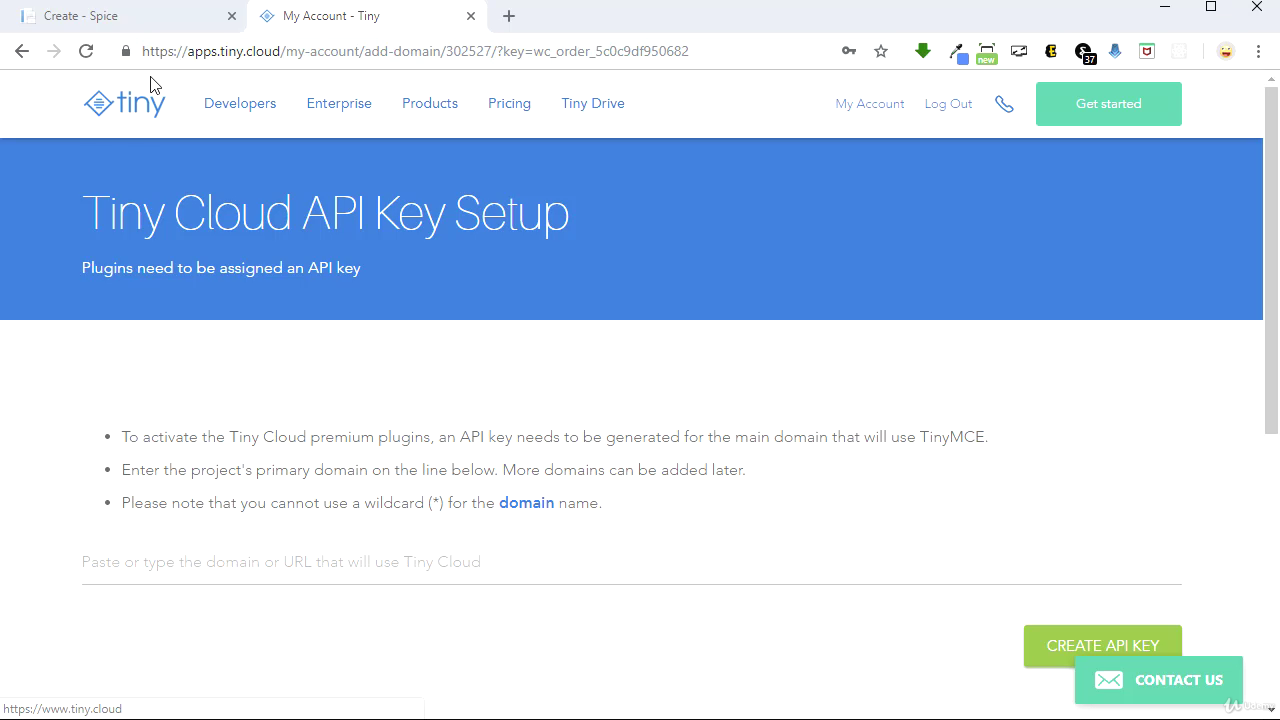 Create - Spice
My Account - Tiny
https://apps.tiny.cloud/my-account/add-domain/302527/?key=wc_order_5c0c9df950682
new
37
tiny
Developers
Enterprise
Products
Pricing
Tiny Drive
My Account
Log Out
Get started
Tiny Cloud API Key Setup
Plugins need to be assigned an API key
• To activate the Tiny Cloud premium plugins, an API key needs to be generated for the main domain that will use TinyMCE.
• Enter the project's primary domain on the line below. More domains can be added later.
• Please note that you cannot use a wildcard (*) for the domain name.
Paste or type the domain or URL that will use Tiny Cloud
CREATE API KEY
CONTACT US
https://www.tiny.cloud
Udemy